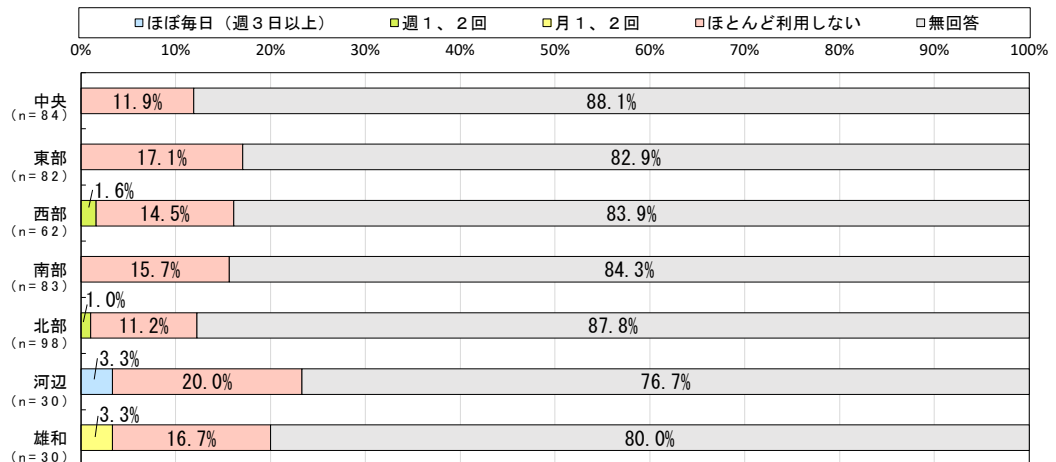 ほぼ毎日（週３日以上） 週１、２回 月１、２回 ほとんど利用しない 無回答
0% 10% 20% 30% 40% 50% 60% 70% 80% 90% 100%
中央 11.9% 88.1%
(n=84)
東部 17.1% 82.9%
(n=82)
1.6%
西部 14.5% 83.9%
(n=62)
南部 15.7% 84.3%
(n=83)
1.0%
北部 11.2% 87.8%
(n=98)
3.3%
河辺 20.0% 76.7%
(n=30)
3.3%
雄和 16.7% 80.0%
(n=30)